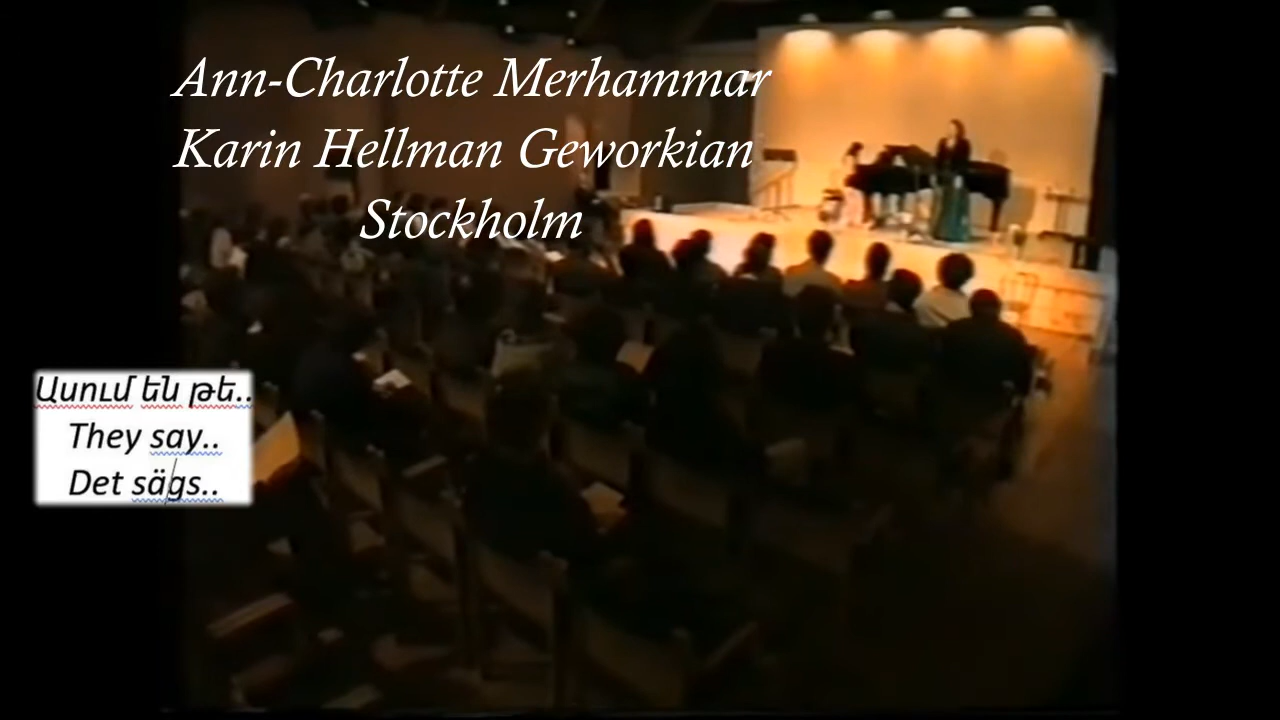 Ann-Charlotte Merhammar
Karin Hellman Geworkian
Stockholm
Ասում են թե..
They say..
Det sägs..